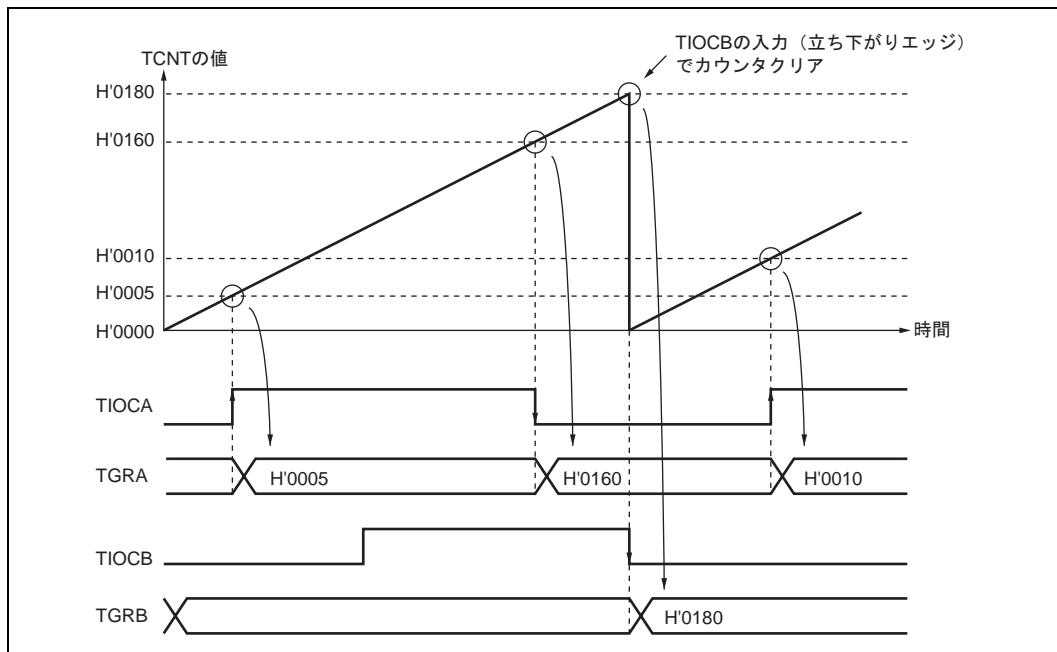 TIOCBの入力（立ち下がりエッジ）
でカウンタクリア
TCNTの値
H'0180
H'0160
H'0010
H'0005
H'0000
時間
TIOCA
TGRA
H'0005
H'0160
H'0010
TIOCB
TGRB
H'0180